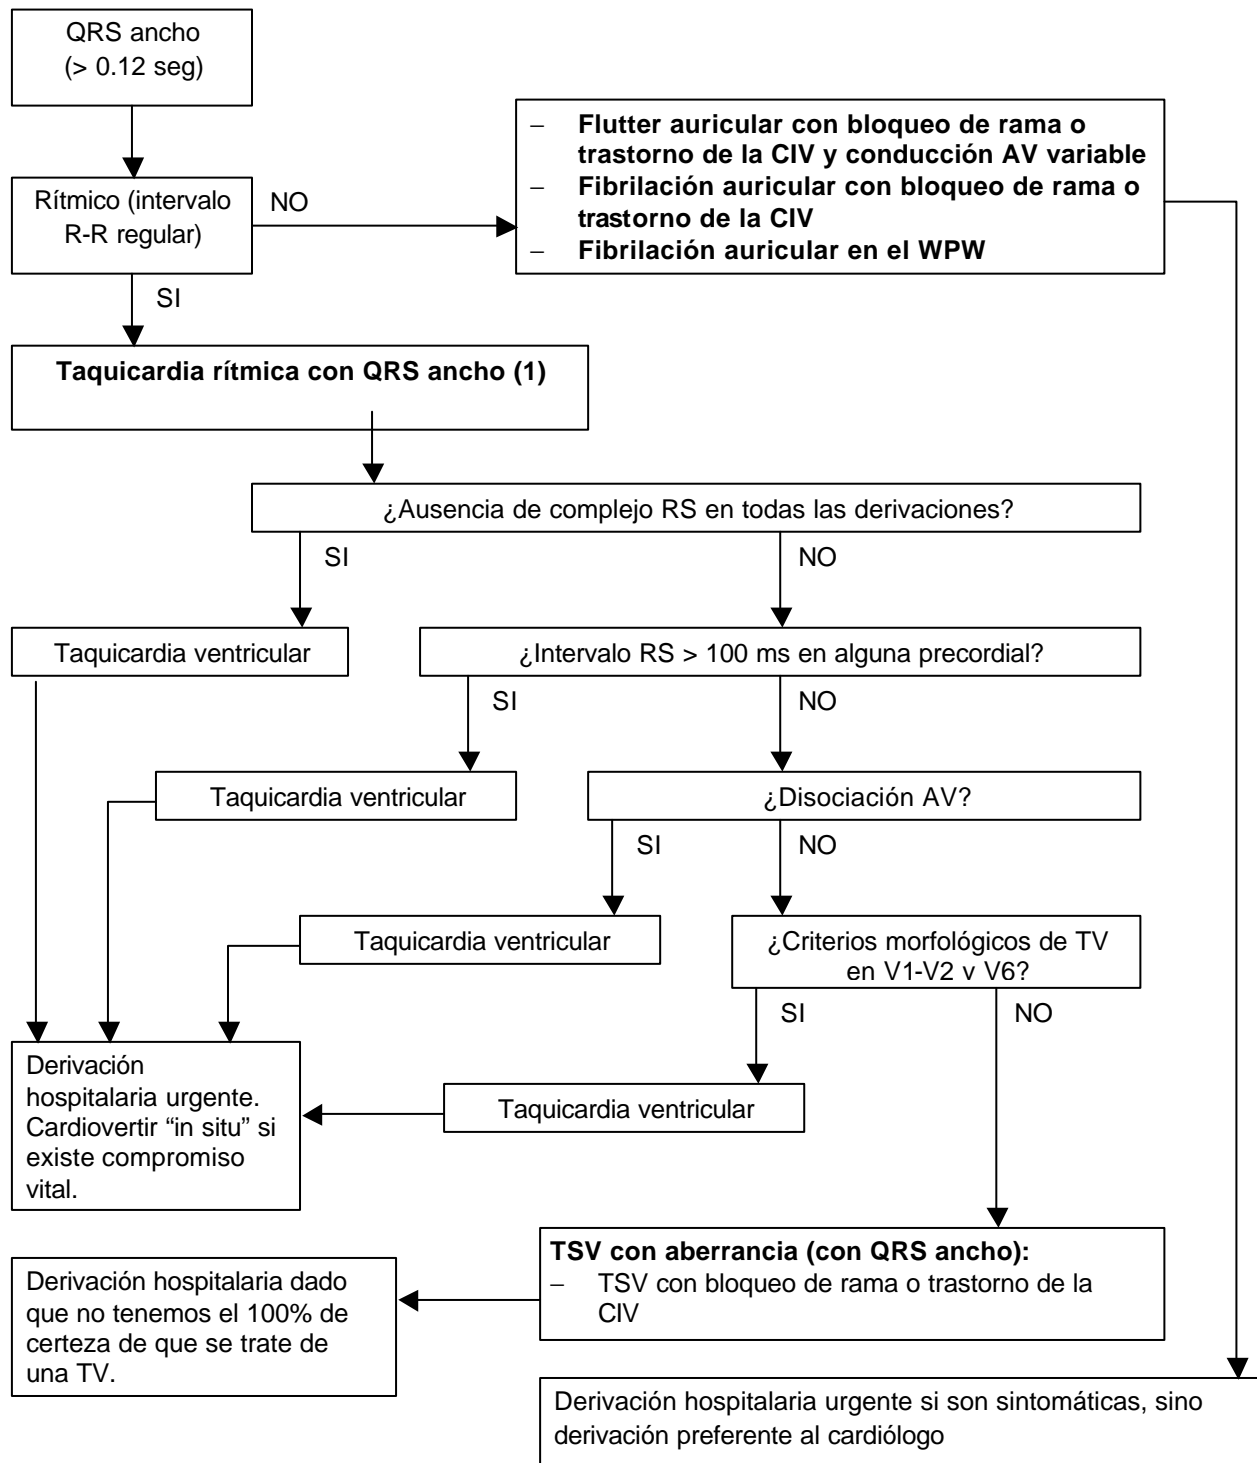 QRS ancho
(> 0.12 seg)
– Flutter auricular con bloqueo de rama o
trastorno de la CIV y conducción AV variable
– Fibrilación auricular con bloqueo de rama o
trastorno de la CIV
– Fibrilación auricular en el WPW
Rítmico (intervalo
R-R regular)
NO
SI
Taquicardia rítmica con QRS ancho (1)
¿Ausencia de complejo RS en todas las derivaciones?
SI
NO
Taquicardia ventricular
¿Intervalo RS > 100 ms en alguna precordial?
SI
NO
Taquicardia ventricular
¿Disociación AV?
SI
NO
Taquicardia ventricular
¿Criterios morfológicos de TV
en V1-V2 v V6?
SI
NO
Derivación
hospitalaria urgente.
Cardiovertir “in situ” si
existe compromiso
vital.
Taquicardia ventricular
TSV con aberrancia (con QRS ancho):
– TSV con bloqueo de rama o trastorno de la
CIV
Derivación hospitalaria dado
que no tenemos el 100% de
certeza de que se trate de
una TV.
Derivación hospitalaria urgente si son sintomáticas, sino
derivación preferente al cardiólogo